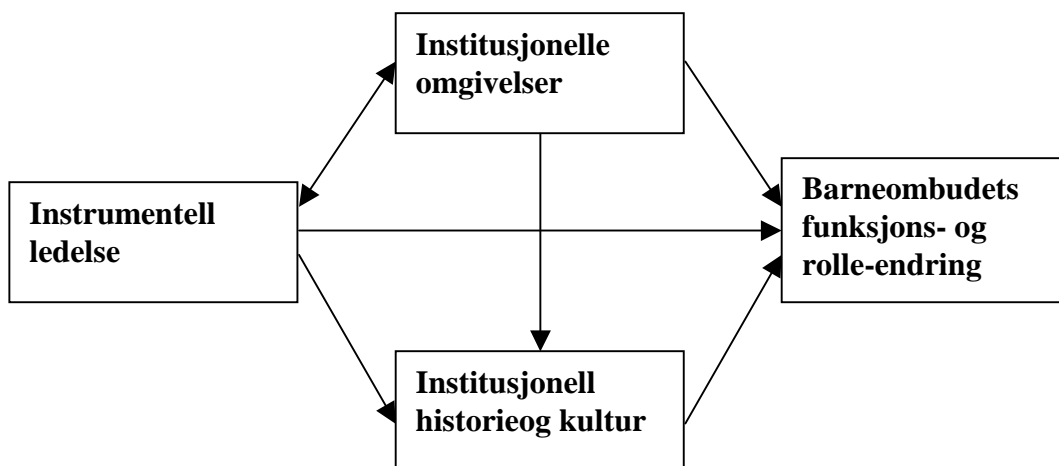 Institusjonelle
omgivelser
Instrumentell
ledelse
Barneombudets
funksjons- og
rolle-endring
Institusjonell
historieog kultur